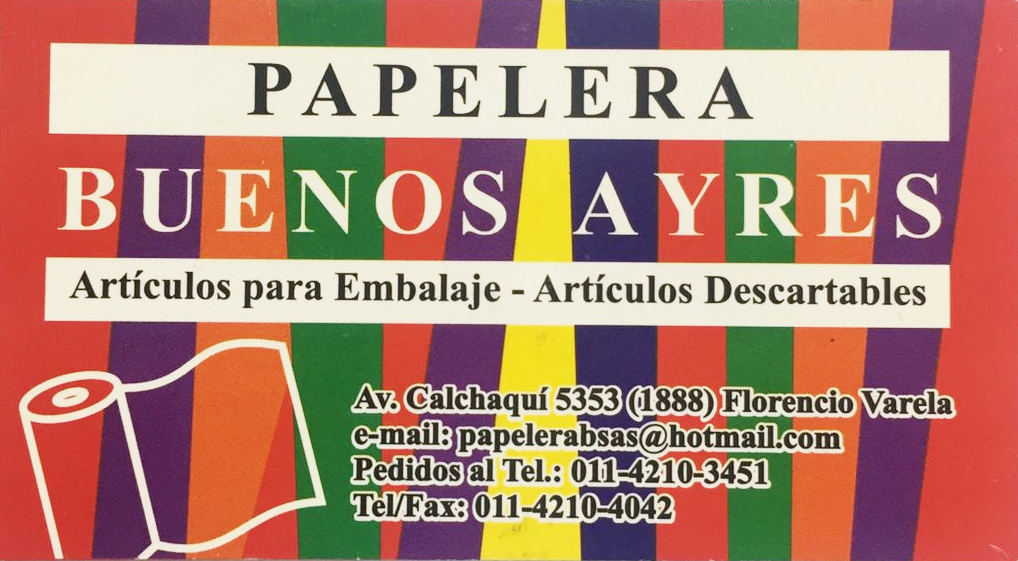 PAPELERA
BUENOS AYRES
Artículos para Embalaje - Artículos Descartables
Av. Calchaquí 5353 (1888) Florencio Varela
e-mail: papelerabsas@hotmail.com
Pedidos al Tel.: 011-4210-3451
Tel/Fax: 011-4210-4042